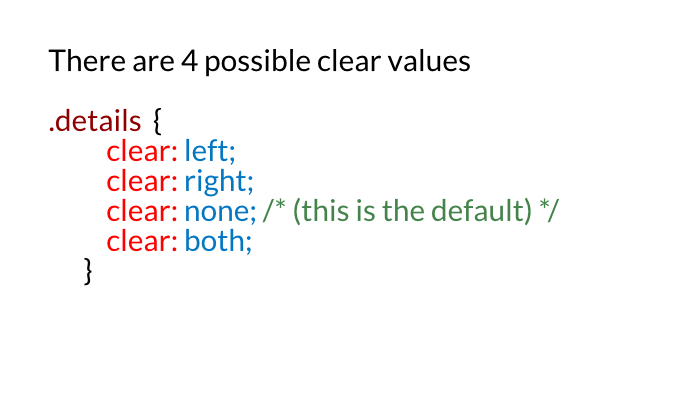 There are 4 possible clear values
.details {
clear: left;
clear: right;
clear: none; /* (this is the default) */
clear: both;
}